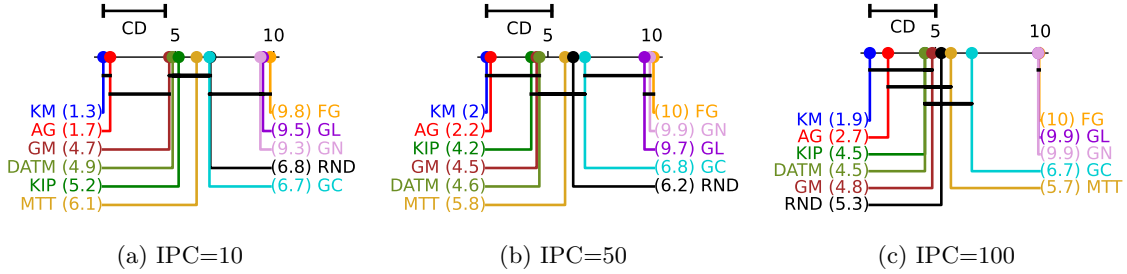 CD
5
10
KM (1.3)
AG (1.7)
GM (4.7)
DATM (4.9)
KIP (5.2)
MTT (6.1)
(9.8) FG
(9.5) GL
(9.3) GN
(6.8) RND
(6.7) GC
(a) IPC=10
CD
5
10
KM (2)
AG (2.2)
KIP (4.2)
GM (4.5)
DATM (4.6)
MTT (5.8)
(10) FG
(9.9) GN
(9.7) GL
(6.8) GC
(6.2) RND
(b) IPC=50
CD
5
10
KM (1.9)
AG (2.7)
KIP (4.5)
DATM (4.5)
GM (4.8)
RND (5.3)
(10) FG
(9.9) GL
(9.9) GN
(6.7) GC
(5.7) MTT
(c) IPC=100